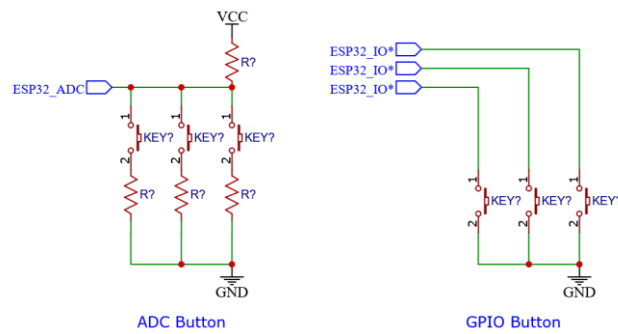 VCC
R?
ESP32_ADC
1 1 1
KEY? KEY? KEY?
2 2 2
R? R? R?
GND
ADC Button
ESP32_IO*
ESP32_IO*
ESP32_IO*
1 1 1
KEY? KEY? KEY?
2 2 2
GND
GPIO Button